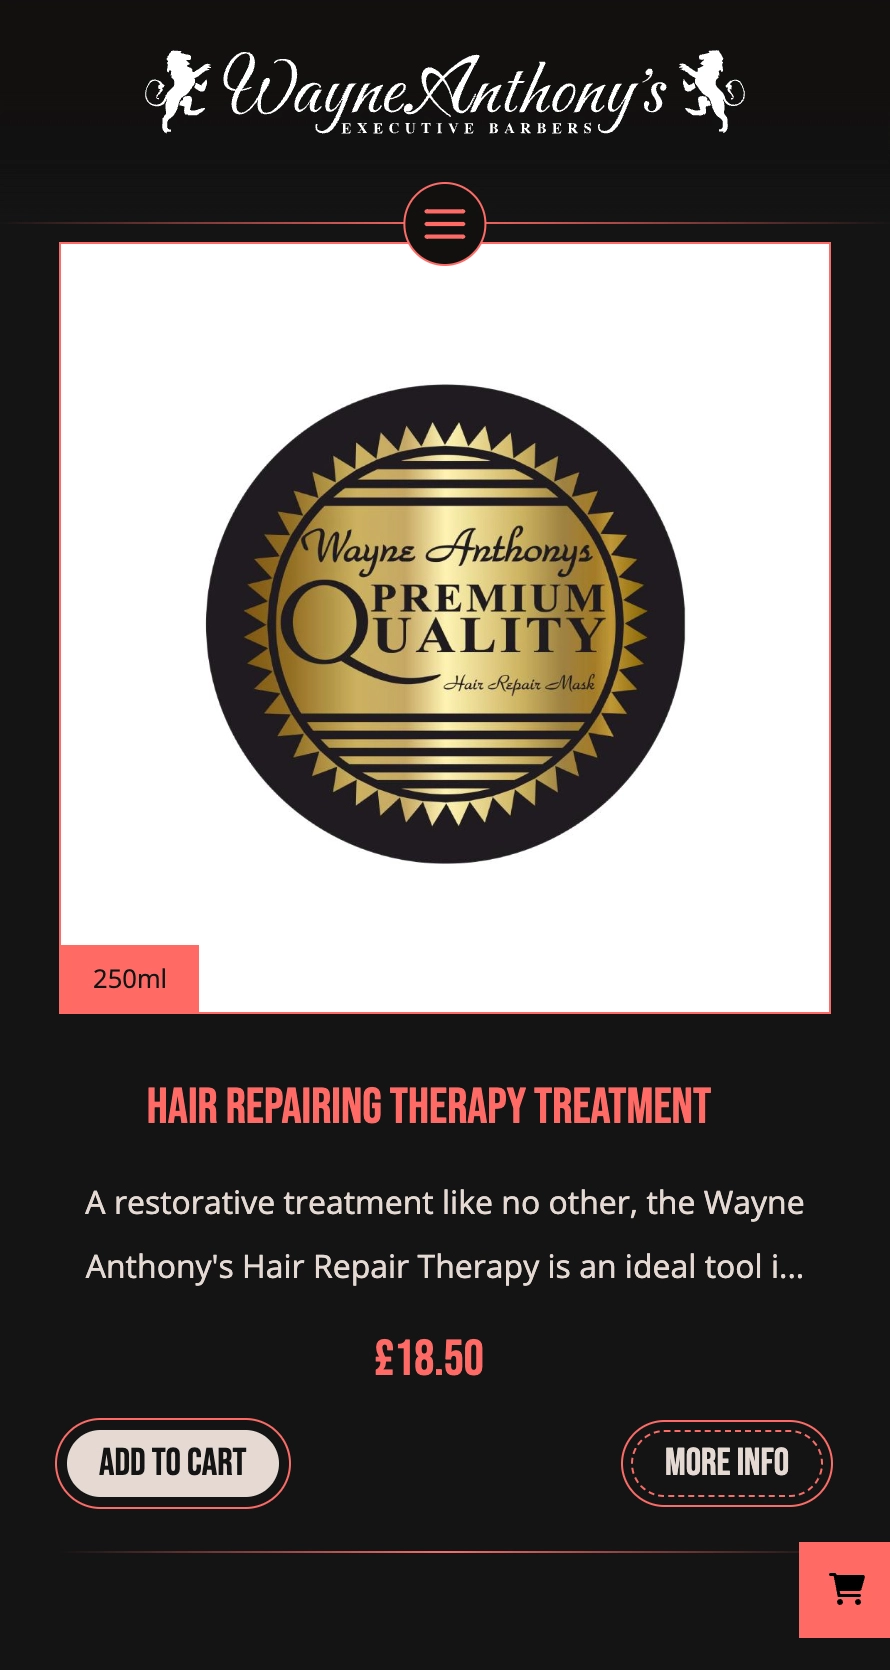 Wayne Anthony's
EXECUTIVE BARBERS
Wayne Anthonys
PREMIUM
QUALITY
Hair Repair Mask
250ml
HAIR REPAIRING THERAPY TREATMENT
A restorative treatment like no other, the Wayne
Anthony's Hair Repair Therapy is an ideal tool i...
£18.50
ADD TO CART
MORE INFO